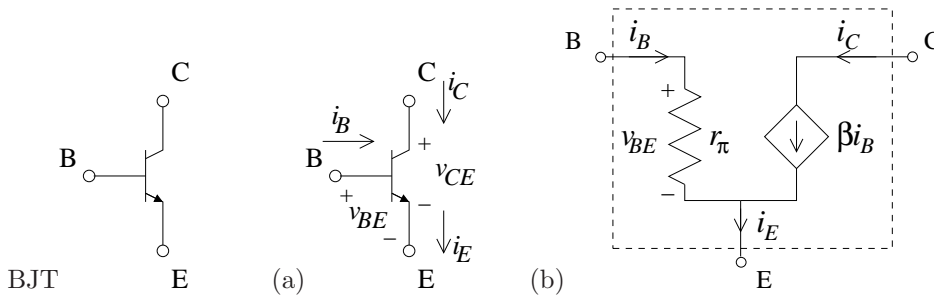 BJT
B
C
E
(a)
B
C
E
i_B
i_C
i_E
+
v_BE
−
+
v_CE
−
(b)
B
i_B
+
v_BE
−
r_π
βi_B
i_C
C
i_E
E